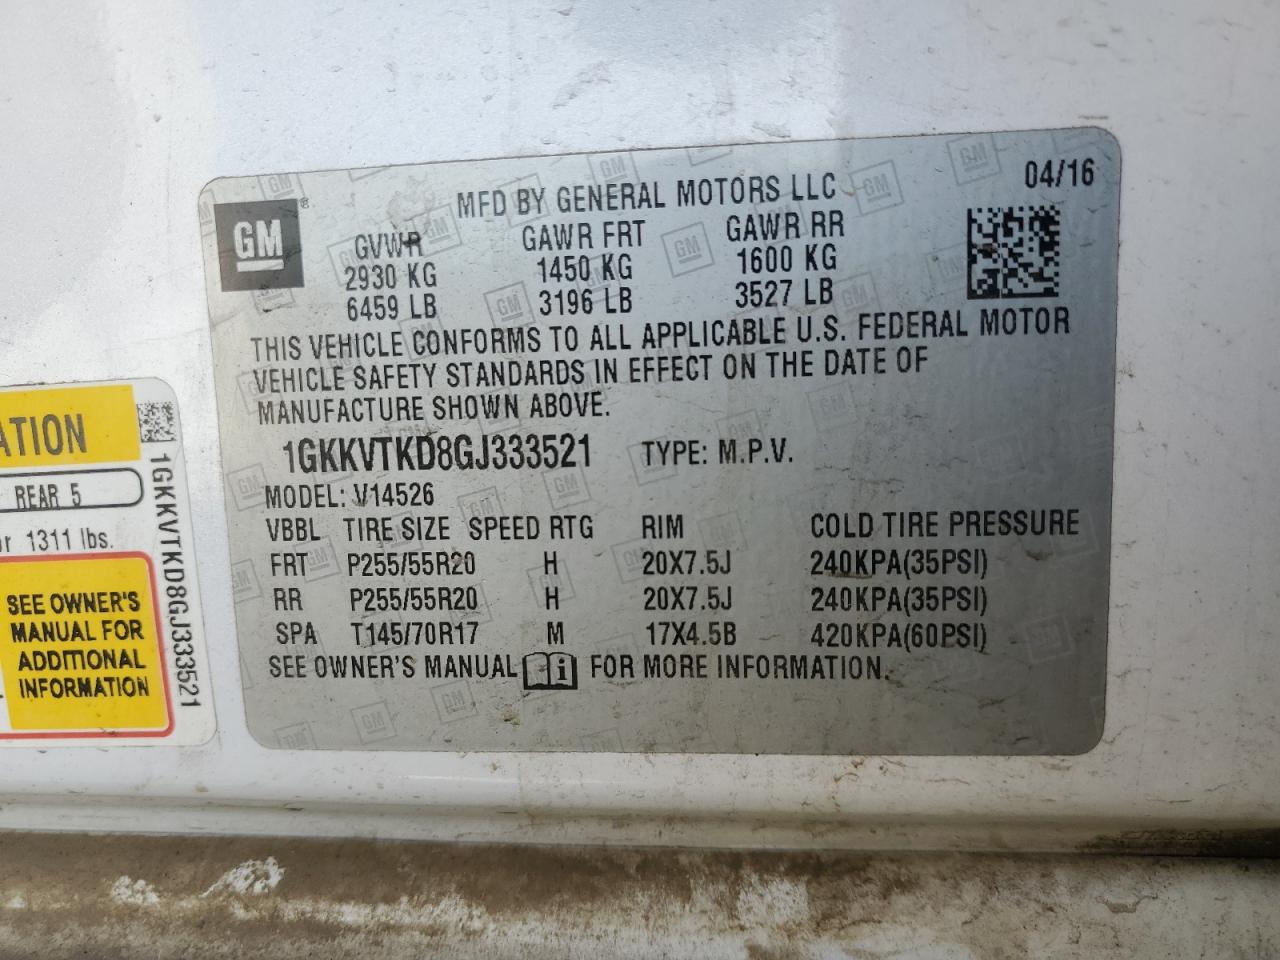 MFD BY GENERAL MOTORS LLC 04/16
GM ®
GVWR GAWR FRT GAWR RR
2930 KG 1450 KG 1600 KG
6459 LB 3196 LB 3527 LB
THIS VEHICLE CONFORMS TO ALL APPLICABLE U.S. FEDERAL MOTOR
VEHICLE SAFETY STANDARDS IN EFFECT ON THE DATE OF
MANUFACTURE SHOWN ABOVE.
1GKKVTKD8GJ333521 TYPE: M.P.V.
MODEL: V14526
VBBL TIRE SIZE SPEED RTG RIM COLD TIRE PRESSURE
FRT P255/55R20 H 20X7.5J 240KPA(35PSI)
RR P255/55R20 H 20X7.5J 240KPA(35PSI)
SPA T145/70R17 M 17X4.5B 420KPA(60PSI)
SEE OWNER'S MANUAL i FOR MORE INFORMATION.
ATION
REAR 5
or 1311 lbs.
SEE OWNER'S
MANUAL FOR
ADDITIONAL
INFORMATION
1GKKVTKD8GJ333521